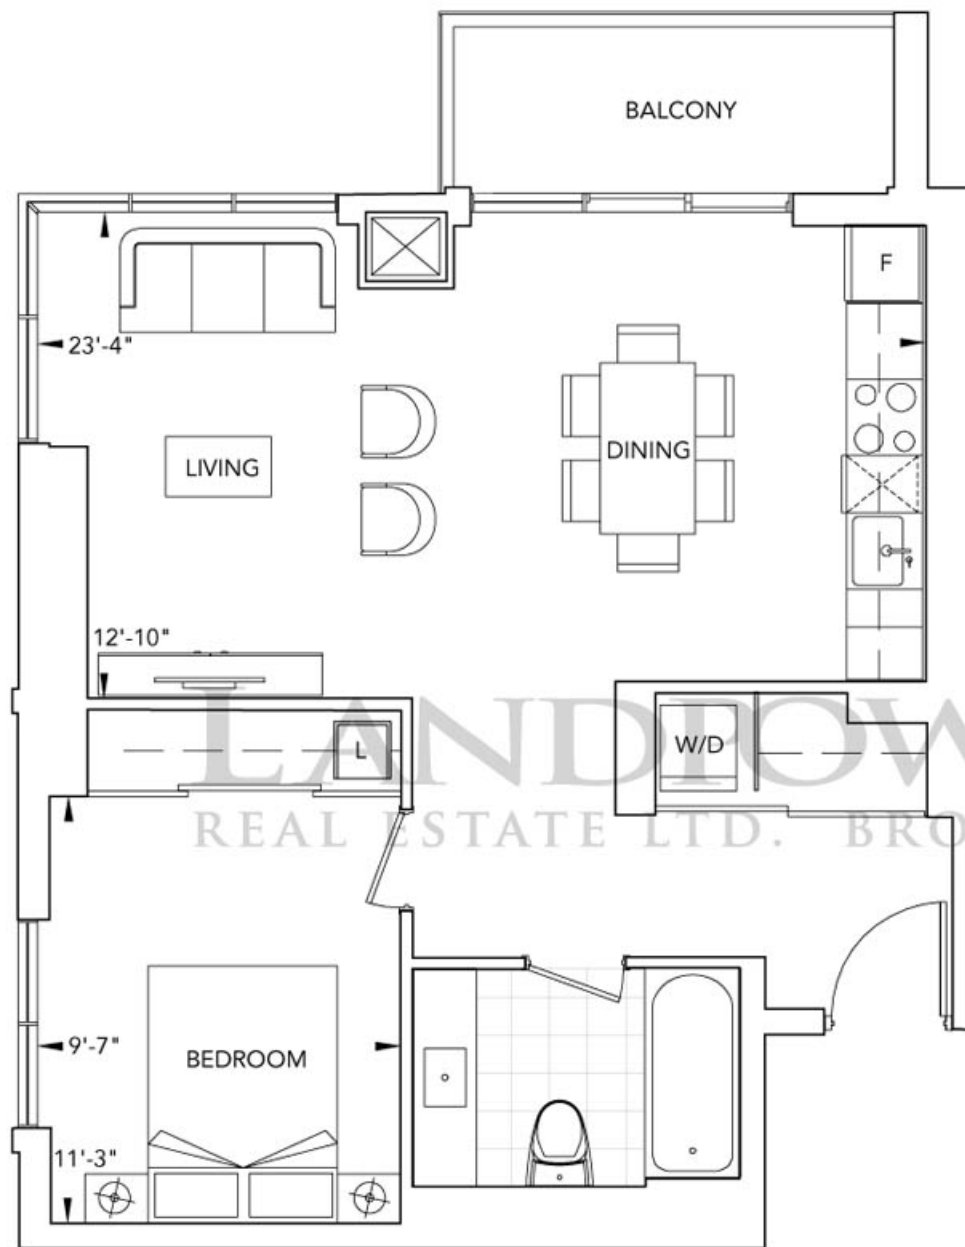 BALCONY
F
23'-4"
LIVING
DINING
12'-10"
L
W/D
LANDPOW
REAL ESTATE LTD. BRO
9'-7"
BEDROOM
11'-3"